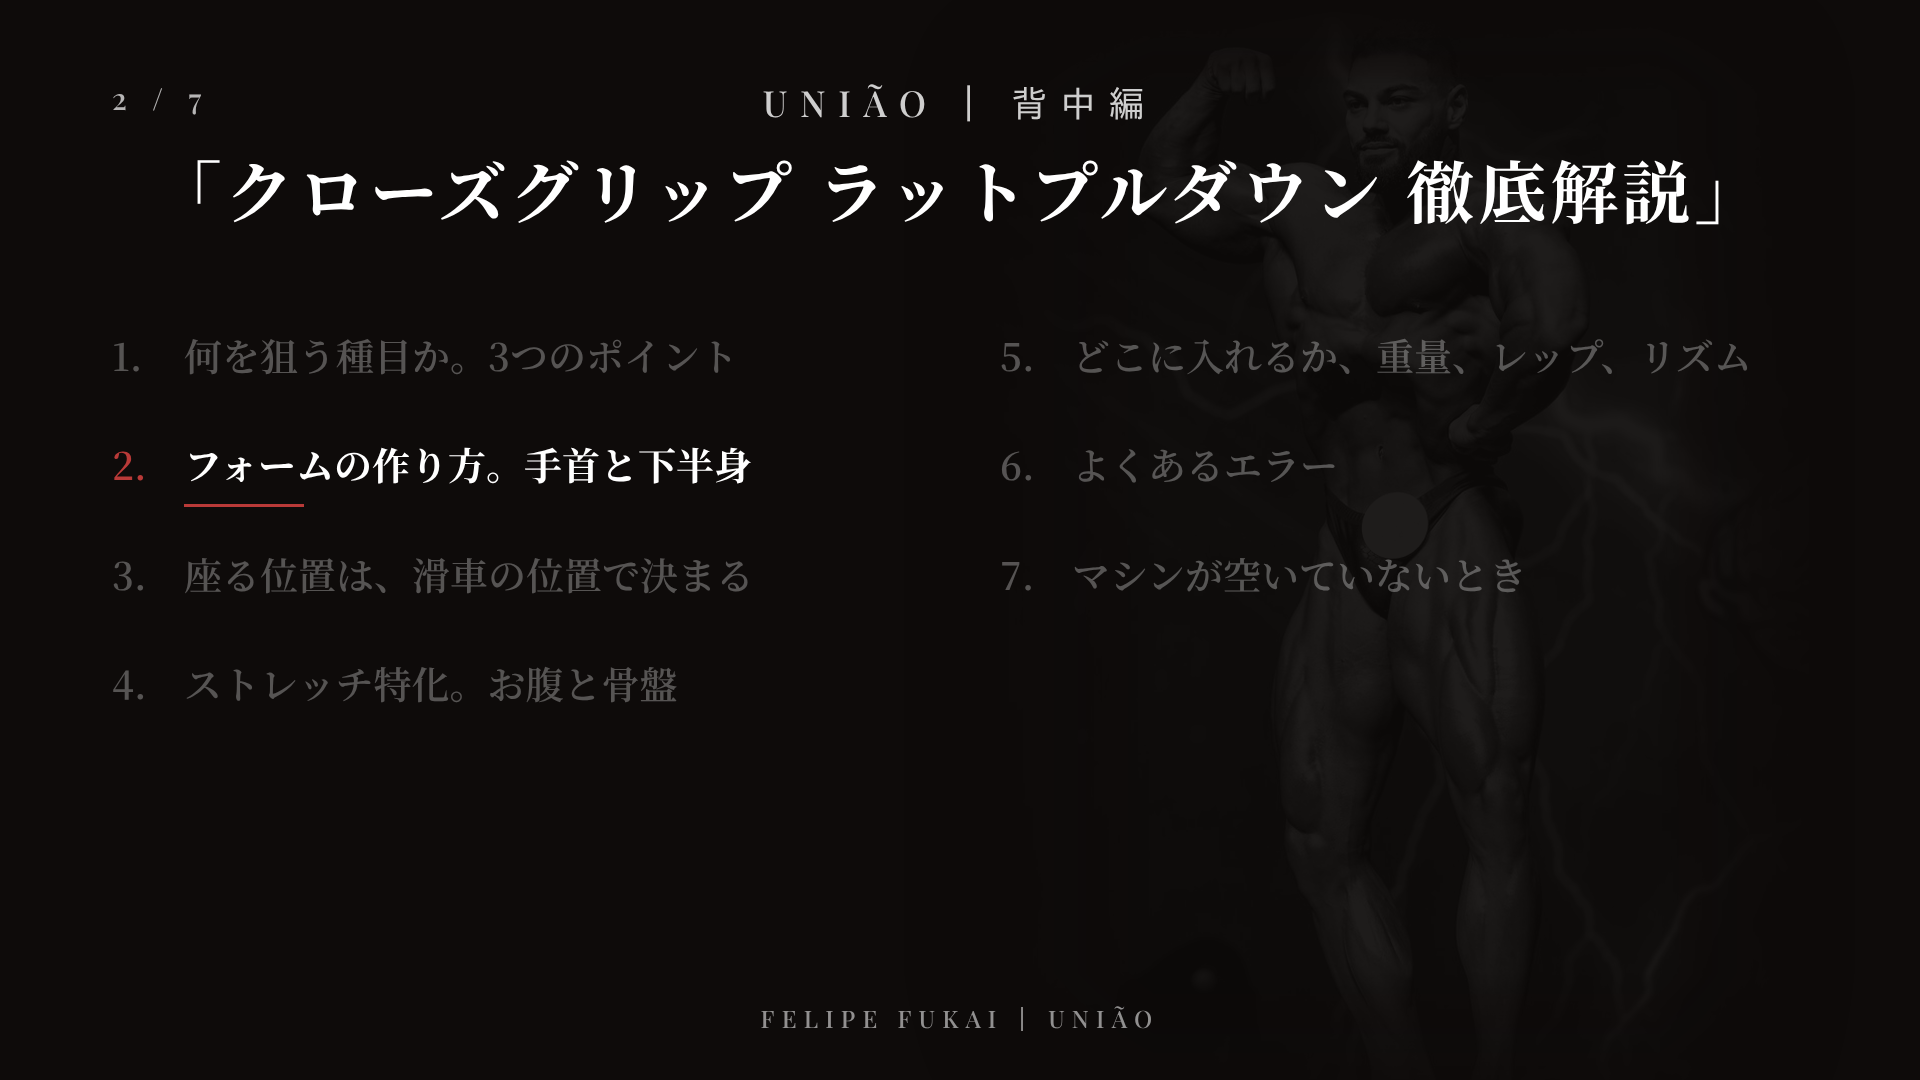 2 / 7
UNIÃO | 背中編
「クローズグリップ ラットプルダウン 徹底解説」
1. 何を狙う種目か。3つのポイント
2. フォームの作り方。手首と下半身
3. 座る位置は、滑車の位置で決まる
4. ストレッチ特化。お腹と骨盤
5. どこに入れるか、重量、レップ、リズム
6. よくあるエラー
7. マシンが空いていないとき
FELIPE FUKAI | UNIÃO